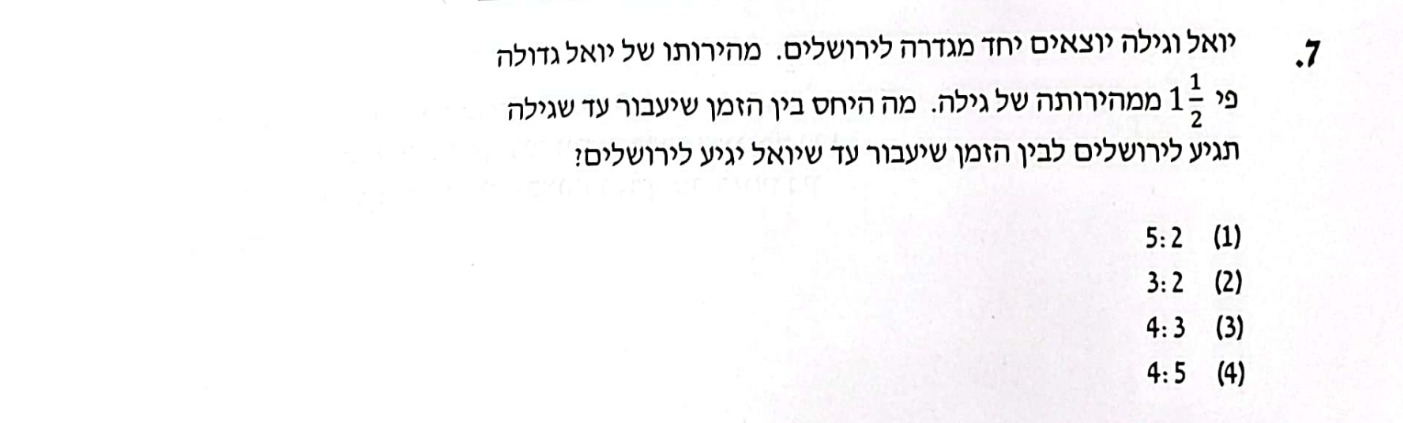 7. יואל וגילה יוצאים יחד מגדרה לירושלים. מהירותו של יואל גדולה
פי 1 1/2 ממהירותה של גילה. מה היחס בין הזמן שיעבור עד שגילה
תגיע לירושלים לבין הזמן שיעבור עד שיואל יגיע לירושלים?
(1) 5:2
(2) 3:2
(3) 4:3
(4) 4:5